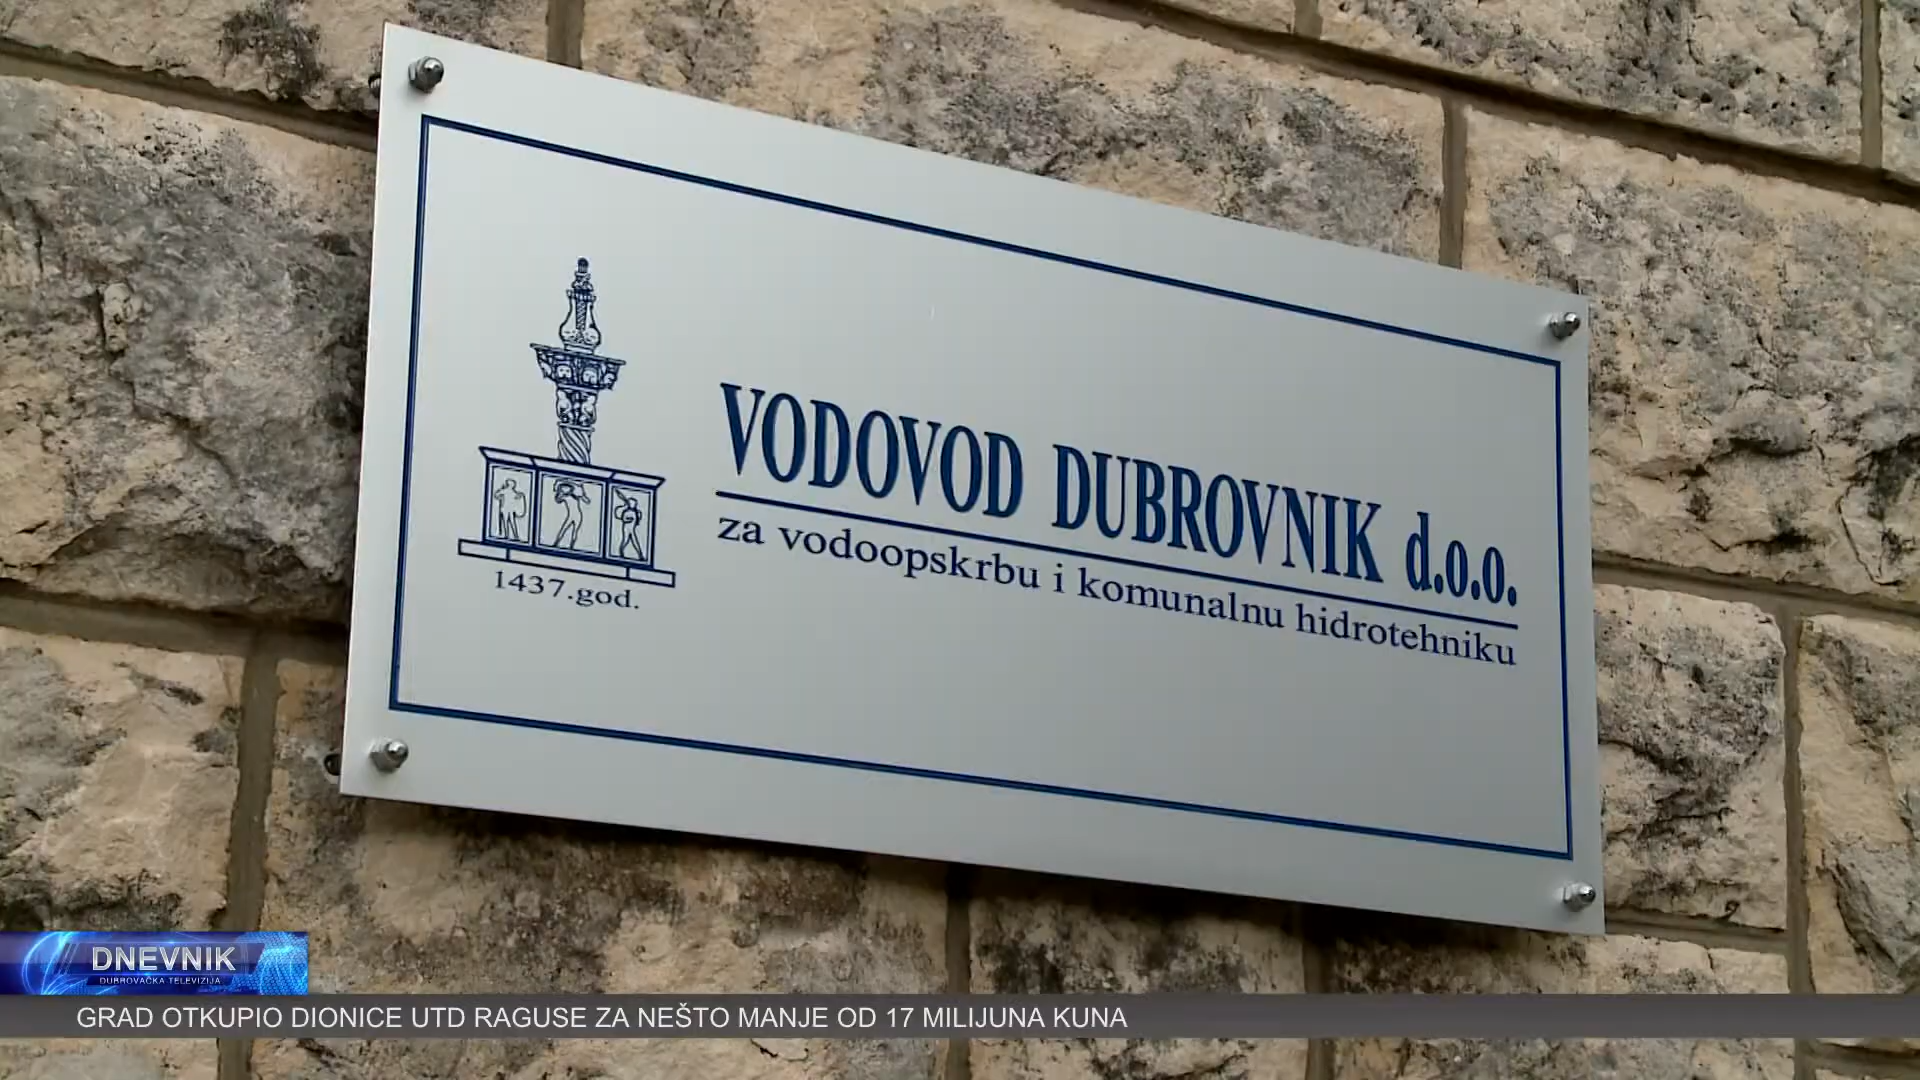 VODOVOD DUBROVNIK d.o.o.
za vodoopskrbu i komunalnu hidrotehniku
1437.god.
DNEVNIK
DUBROVAČKA TELEVIZIJA
GRAD OTKUPIO DIONICE UTD RAGUSE ZA NEŠTO MANJE OD 17 MILIJUNA KUNA